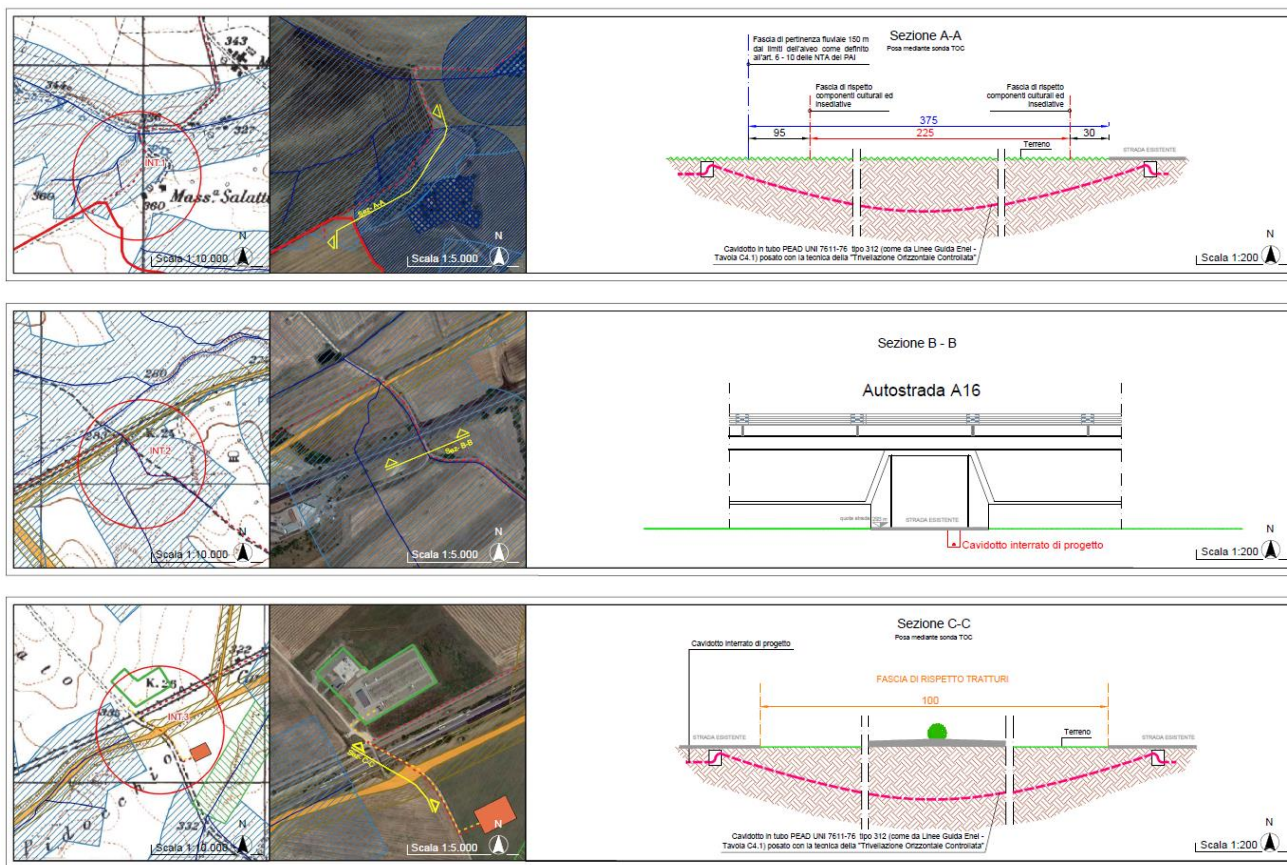 343
344
336
327
INT.1
360
360
Mass.ª Salatt
N
Scala 1:10.000
Sez. A-A
N
Scala 1:5.000
Sezione A-A
Posa mediante sonda TOC
Fascia di pertinenza fluviale 150 m
dai limiti dell'alveo come definito
all'art. 6 - 10 delle NTA del PAI
Fascia di rispetto
componenti culturali ed
insediative
Fascia di rispetto
componenti culturali ed
insediative
375
95
225
30
Terreno
STRADA ESISTENTE
Cavidotto in tubo PEAD UNI 7611-76 tipo 312 (come da Linee Guida Enel -
Tavola C4.1) posato con la tecnica della "Trivellazione Orizzontale Controllata"
N
Scala 1:200
280
283
K. 24
INT.2
N
Scala 1:10.000
Sez. B-B
N
Scala 1:5.000
Sezione B - B
Autostrada A16
quota strada
STRADA ESISTENTE
Cavidotto interrato di progetto
N
Scala 1:200
322
K. 26
335
INT.3
332
N
Scala 1:10.000
Sez. C-C
N
Scala 1:5.000
Sezione C-C
Posa mediante sonda TOC
Cavidotto interrato di progetto
FASCIA DI RISPETTO TRATTURI
100
STRADA ESISTENTE
Terreno
STRADA ESISTENTE
Cavidotto in tubo PEAD UNI 7611-76 tipo 312 (come da Linee Guida Enel -
Tavola C4.1) posato con la tecnica della "Trivellazione Orizzontale Controllata"
N
Scala 1:200